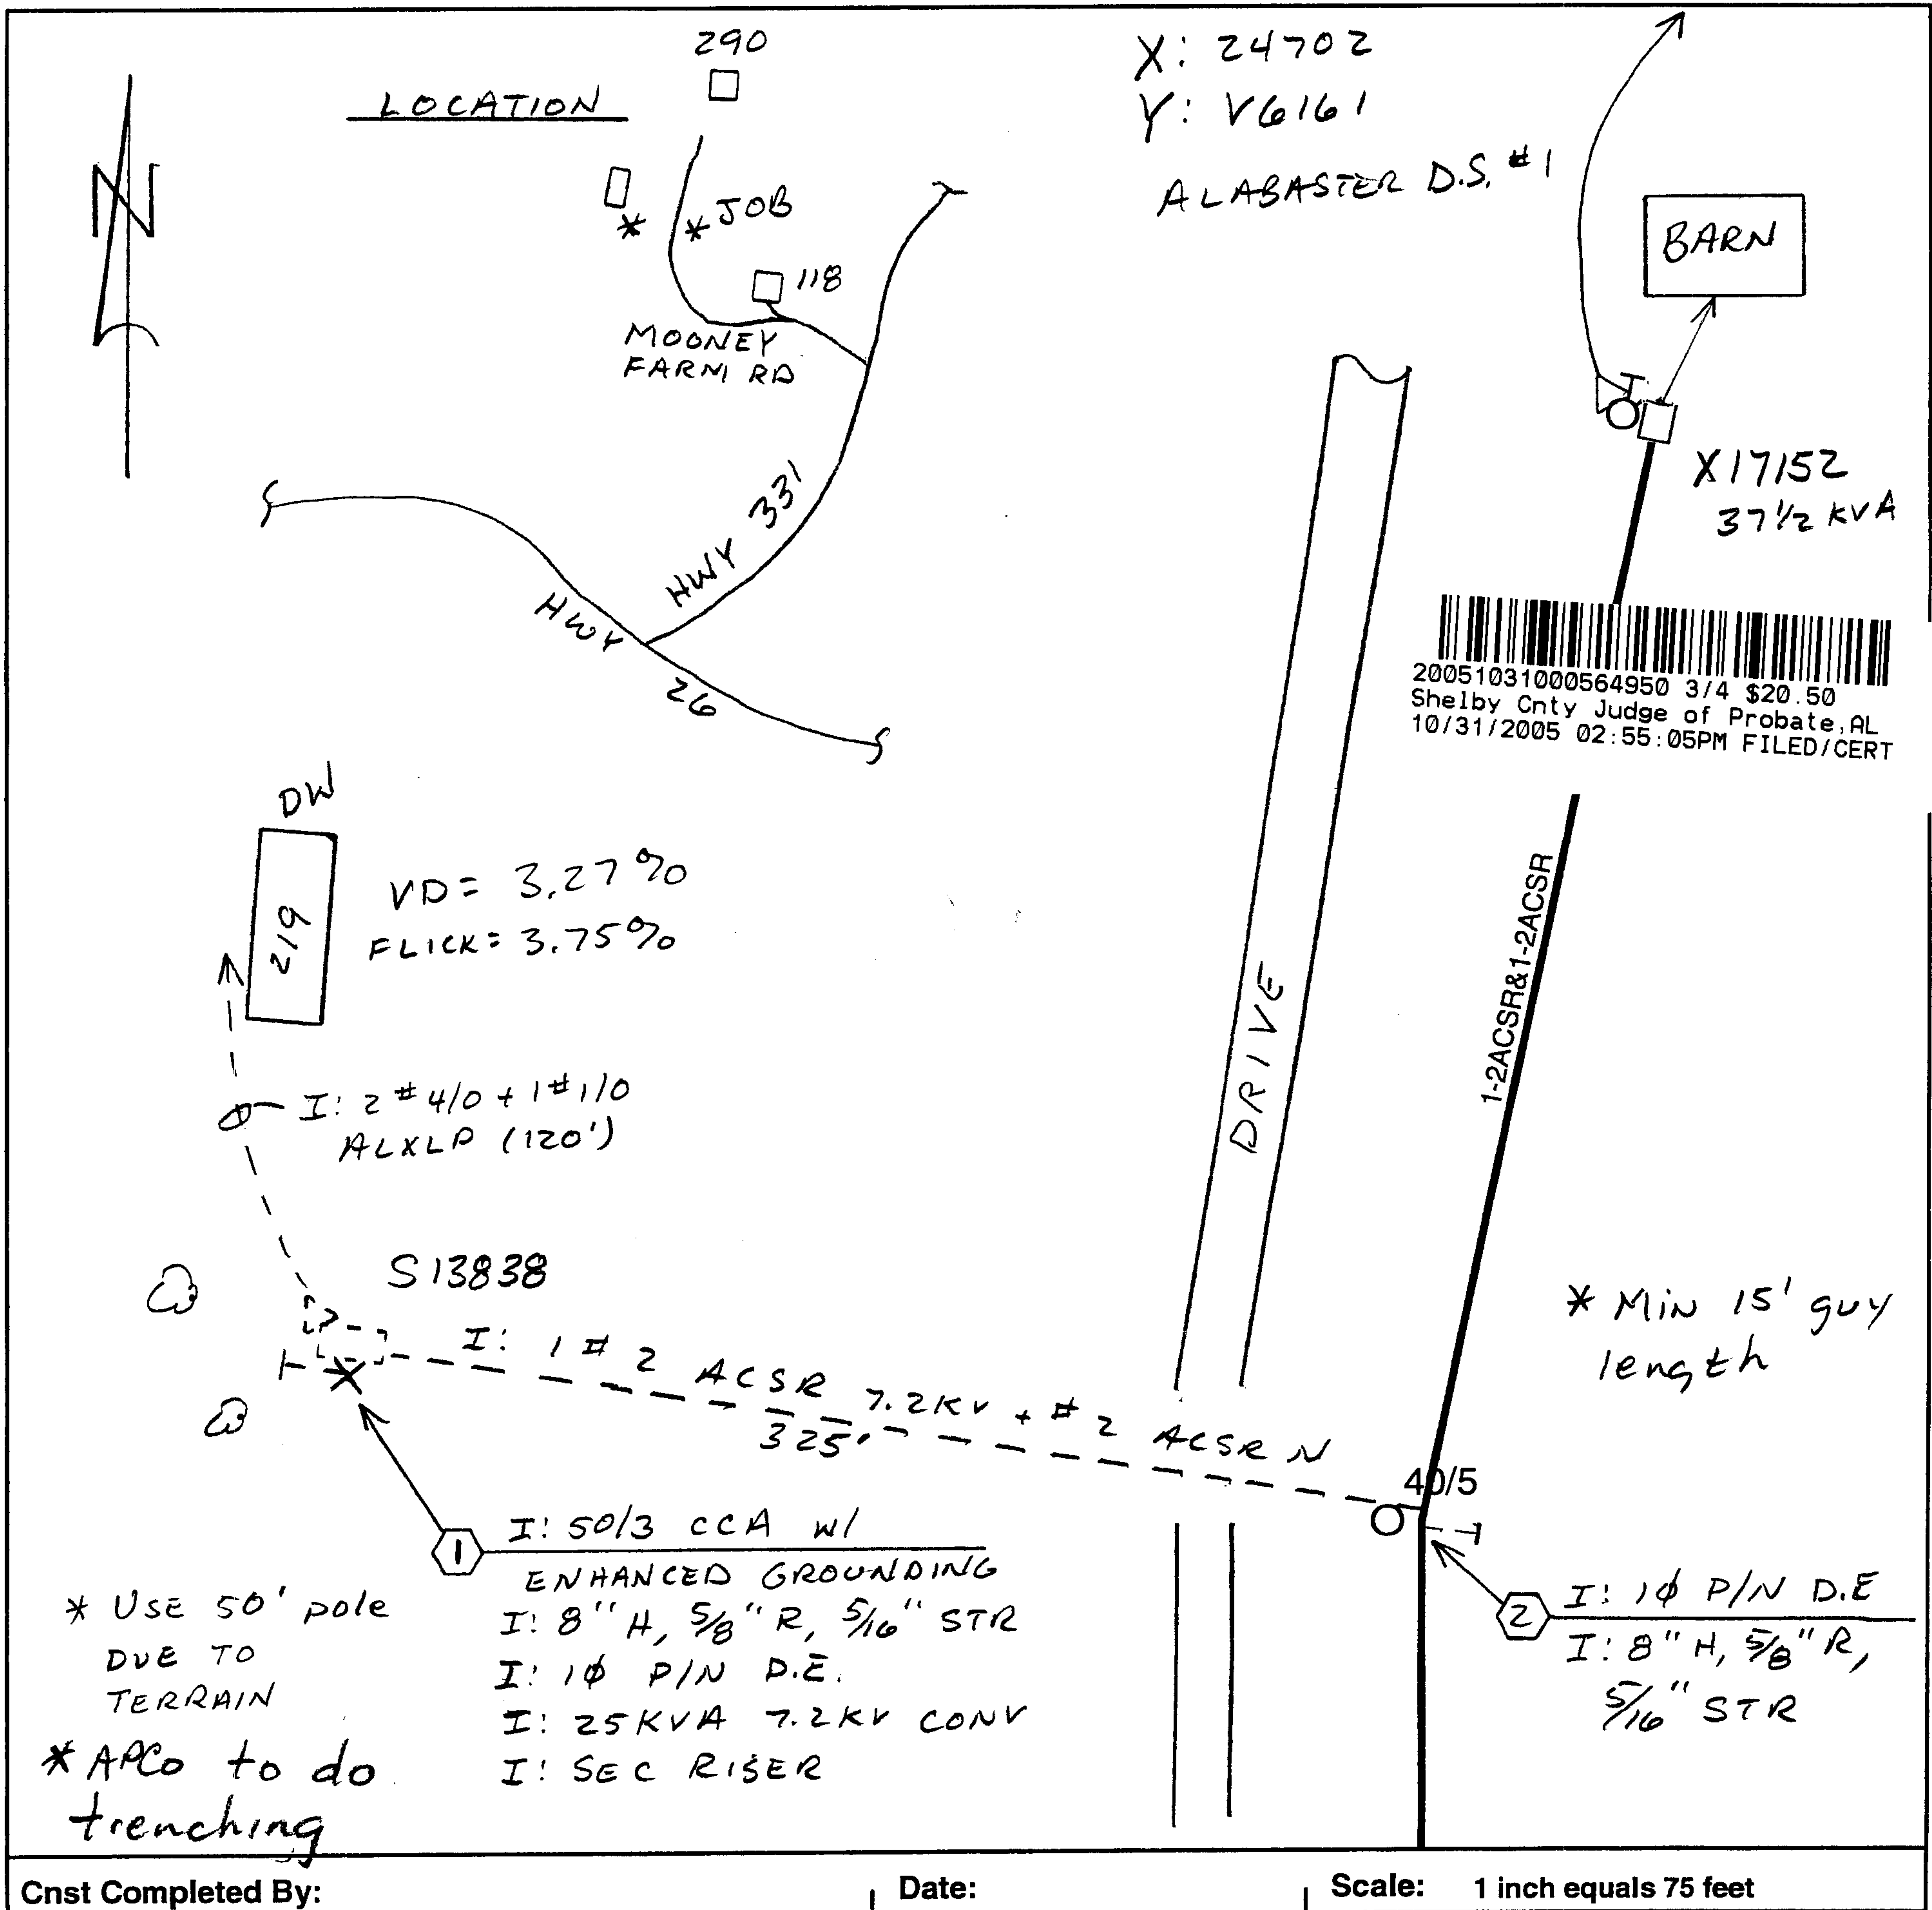 290
LOCATION
N
* * JOB
118
MOONEY
FARM RD
HWY 331
HWY 26
X: 24702
Y: V6161
ALABASTER D.S. #1
BARN
X17152
37 1/2 KVA
20051031000564950 3/4 $20.50
Shelby Cnty Judge of Probate, AL
10/31/2005 02:55:05PM FILED/CERT
DW
219
VD = 3.27%
FLICK = 3.75%
I: 2 #4/0 + 1 #1/0
ALXLP (120')
DRIVE
1-2ACSR&1-2ACSR
S13838
I: 1 # 2 ACSR 7.2KV + # 2 ACSR N
325'
* Min 15' guy
length
40/5
1
I: 50/3 CCA W/
ENHANCED GROUNDING
I: 8" H, 5/8" R, 5/16" STR
I: 1φ P/N D.E.
I: 25KVA 7.2KV CONV
I: SEC RISER
* USE 50' pole
DUE TO
TERRAIN
* APCo to do
trenching
2
I: 1φ P/N D.E
I: 8" H, 5/8" R,
5/16" STR
Cnst Completed By:
Date:
Scale: 1 inch equals 75 feet